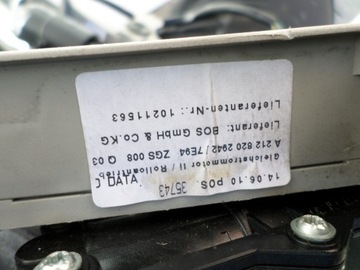 14.06.10 POS. 35743
C DATA.
Gleichstrommotor II Rolloantrieb,
A 212 820 2942 / 7E94 ZGS 008 Q 03
Lieferant: BOS GmbH & Co.KG
Lieferanten-Nr.: 10211563